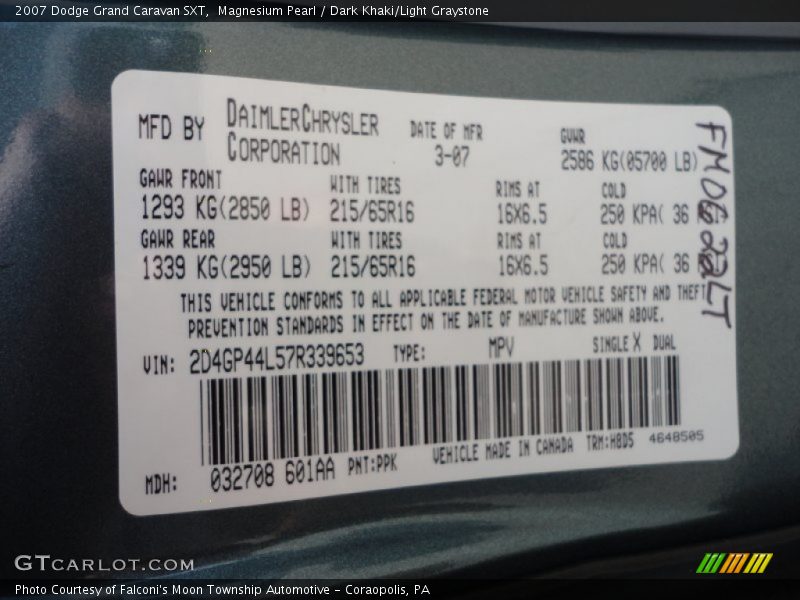 2007 Dodge Grand Caravan SXT,  Magnesium Pearl / Dark Khaki/Light Graystone
MFD BY DAIMLERCHRYSLER CORPORATION
DATE OF MFR
3-07
GVWR
2586 KG(05700 LB)
GAWR FRONT WITH TIRES RIMS AT COLD
1293 KG(2850 LB) 215/65R16 16X6.5 250 KPA( 36
GAWR REAR WITH TIRES RIMS AT COLD
1339 KG(2950 LB) 215/65R16 16X6.5 250 KPA( 36
THIS VEHICLE CONFORMS TO ALL APPLICABLE FEDERAL MOTOR VEHICLE SAFETY AND THEFT
PREVENTION STANDARDS IN EFFECT ON THE DATE OF MANUFACTURE SHOWN ABOVE.
VIN: 2D4GP44L57R339653 TYPE: MPV SINGLE X DUAL
MDH: 032708 601AA PNT:PPK VEHICLE MADE IN CANADA TRM:H8D5 4648505
GTCARLOT.COM
Photo Courtesy of Falconi's Moon Township Automotive - Coraopolis, PA